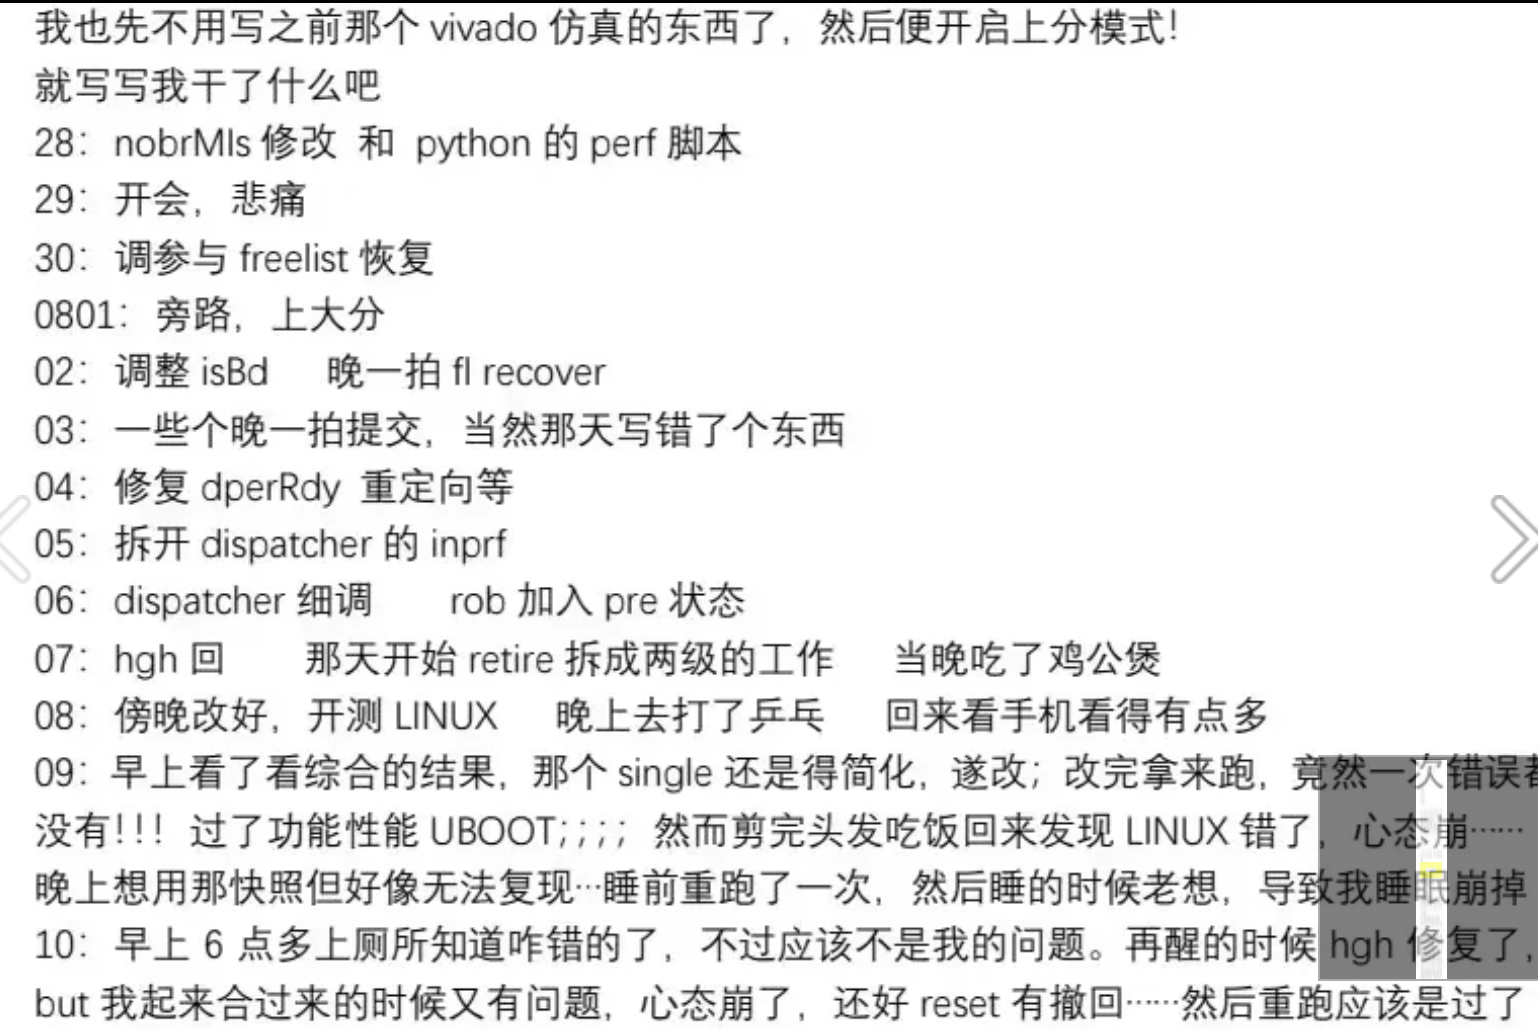 我也先不用写之前那个 vivado 仿真的东西了，然后便开启上分模式！
就写写我干了什么吧
28：nobrMIs 修改 和 python 的 perf 脚本
29：开会，悲痛
30：调参与 freelist 恢复
0801：旁路，上大分
02：调整 isBd 晚一拍 fl recover
03：一些个晚一拍提交，当然那天写错了个东西
04：修复 dperRdy 重定向等
05：拆开 dispatcher 的 inprf
06：dispatcher 细调 rob 加入 pre 状态
07：hgh 回 那天开始 retire 拆成两级的工作 当晚吃了鸡公煲
08：傍晚改好，开测 LINUX 晚上去打了乒乓 回来看手机看得有点多
09：早上看了看综合的结果，那个 single 还是得简化，遂改；改完拿来跑，竟然一次错误都
没有！！！过了功能性能 UBOOT；；；；然而剪完头发吃饭回来发现 LINUX 错了，心态崩……
晚上想用那快照但好像无法复现…睡前重跑了一次，然后睡的时候老想，导致我睡眠崩掉
10：早上 6 点多上厕所知道咋错的了，不过应该不是我的问题。再醒的时候 hgh 修复了，
but 我起来合过来的时候又有问题，心态崩了，还好 reset 有撤回……然后重跑应该是过了